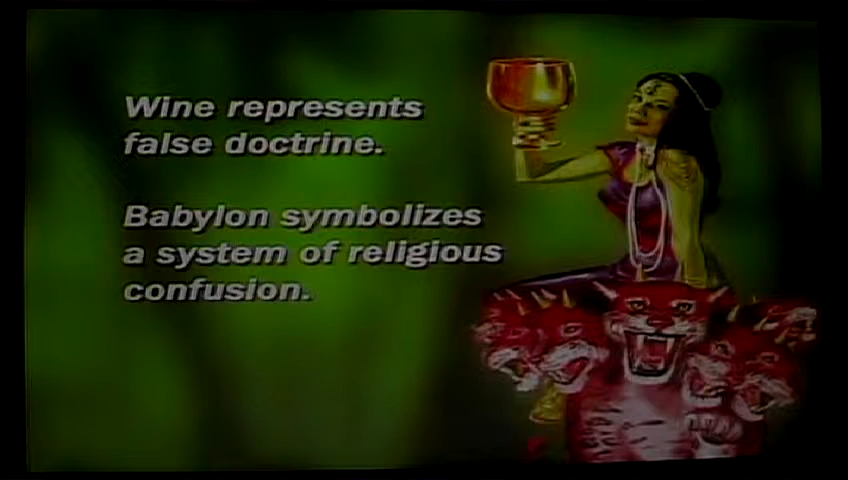 Wine represents
false doctrine.
Babylon symbolizes
a system of religious
confusion.